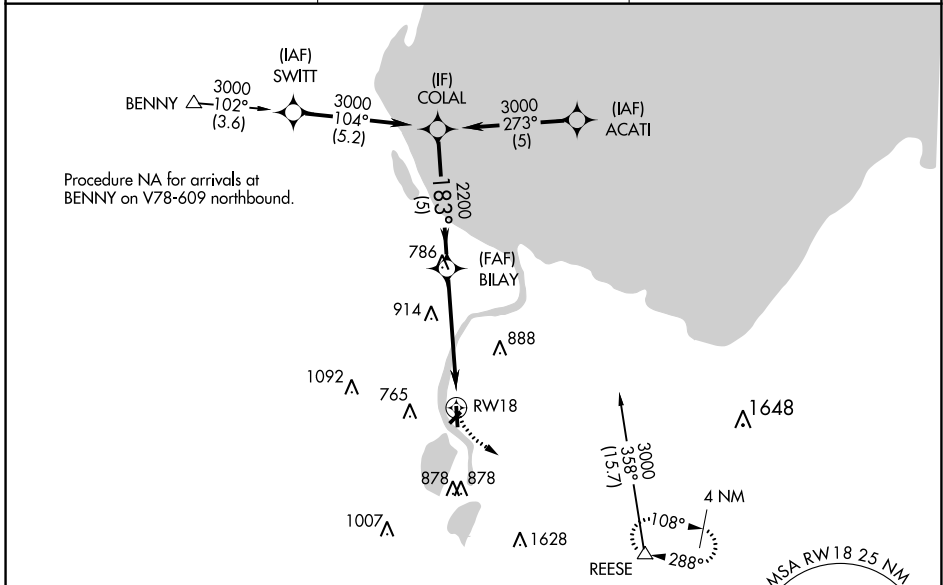 (IAF)
SWITT
(IF)
COLAL
BENNY
3000
102°
(3.6)
3000
104°
(5.2)
3000
273°
(5)
(IAF)
ACATI
Procedure NA for arrivals at
BENNY on V78-609 northbound.
2200
183°
(5)
786
(FAF)
BILAY
914
888
1092
765
RW18
1648
3000
358°
(15.7)
4 NM
878
878
108°
1007
1628
288°
REESE
MSA RW18 25 NM